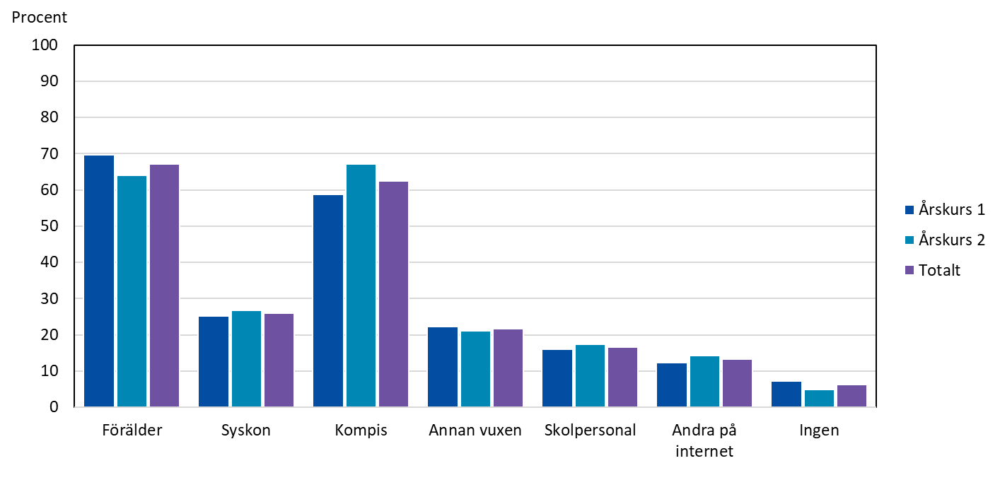 Procent
100
90
80
70
60
50
40
30
20
10
0
Förälder
Syskon
Kompis
Annan vuxen
Skolpersonal
Andra på
internet
Ingen
Årskurs 1
Årskurs 2
Totalt